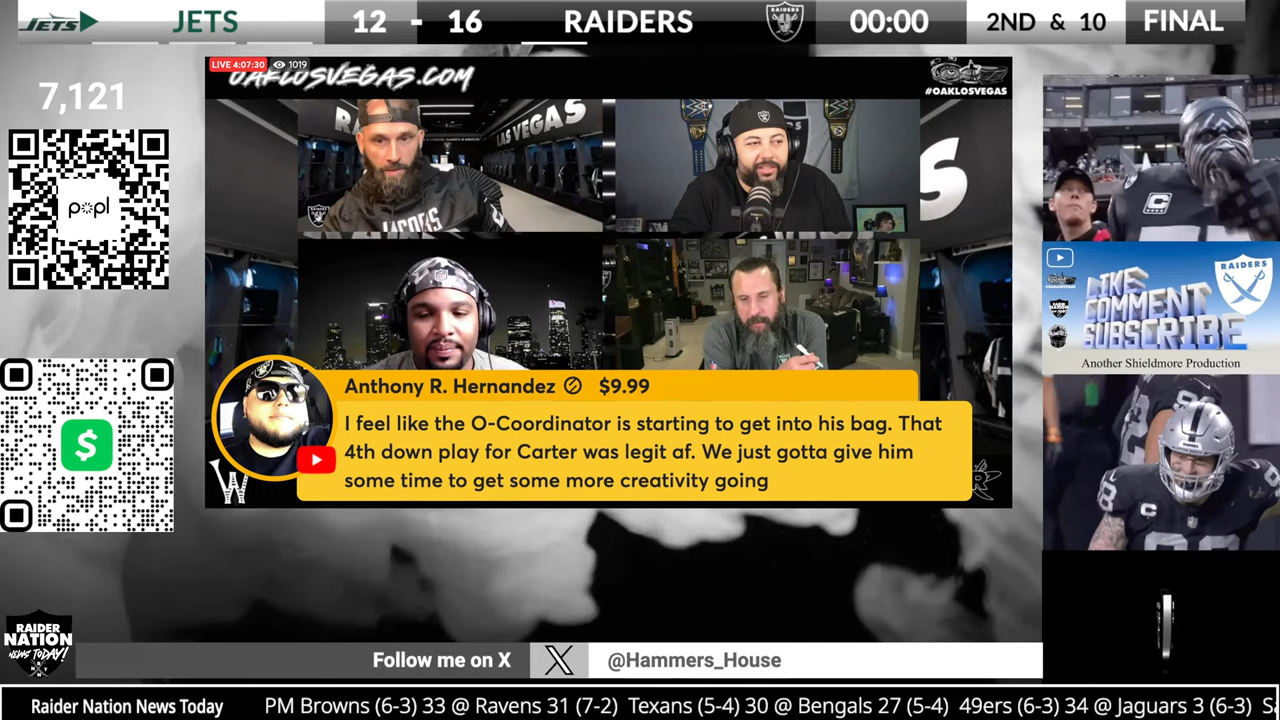 JETS
JETS
12 - 16
RAIDERS
00:00
2ND & 10
FINAL
LIVE 4:07:30
1019
OAKLOSVEGAS.COM
#OAKLOSVEGAS
7,121
popl
RA
LAS VEGAS
S
JACOBS
C
RAIDERS
LIKE
COMMENT
SUBSCRIBE
Another Shieldmore Production
Anthony R. Hernandez
$9.99
I feel like the O-Coordinator is starting to get into his bag. That
4th down play for Carter was legit af. We just gotta give him
some time to get some more creativity going
$
C
RAIDER
NATION
NEWS TODAY!
Follow me on X
X
@Hammers_House
Raider Nation News Today
PM Browns (6-3) 33 @ Ravens 31 (7-2) Texans (5-4) 30 @ Bengals 27 (5-4) 49ers (6-3) 34 @ Jaguars 3 (6-3) Sa